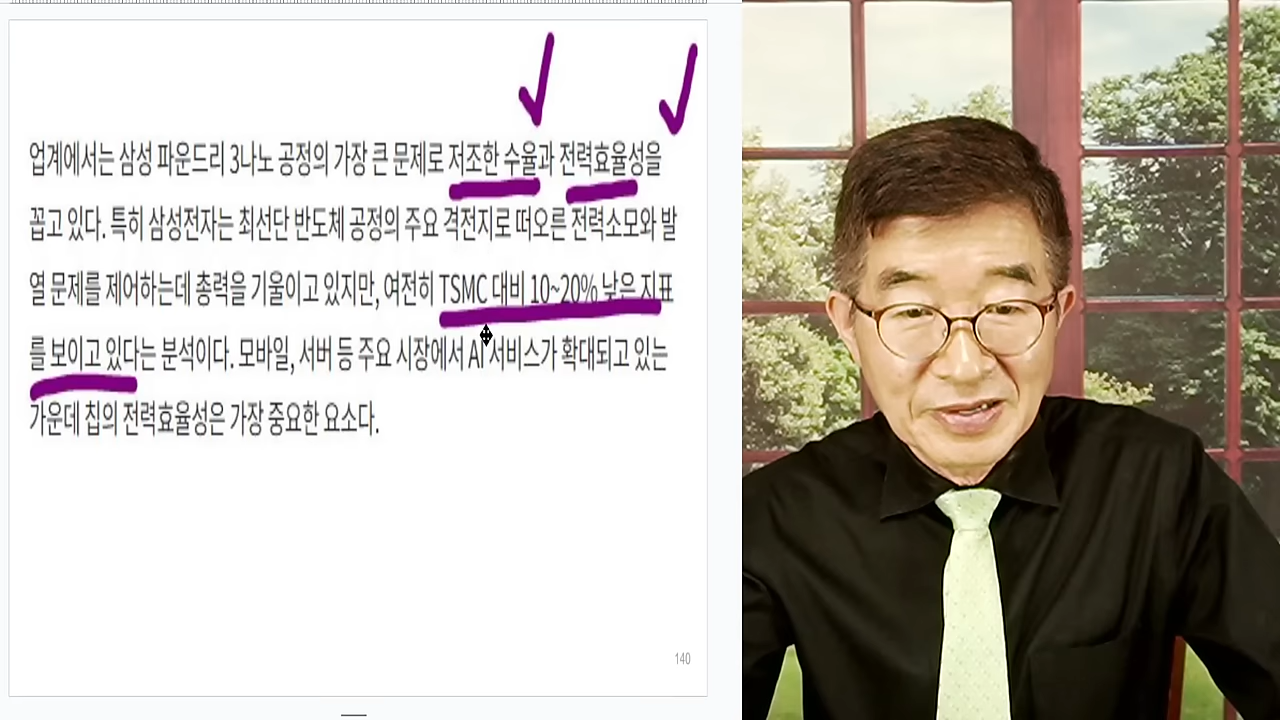 업계에서는 삼성 파운드리 3나노 공정의 가장 큰 문제로 저조한 수율과 전력효율성을
꼽고 있다. 특히 삼성전자는 최선단 반도체 공정의 주요 격전지로 떠오른 전력소모와 발
열 문제를 제어하는데 총력을 기울이고 있지만, 여전히 TSMC 대비 10~20% 낮은 지표
를 보이고 있다는 분석이다. 모바일, 서버 등 주요 시장에서 AI 서비스가 확대되고 있는
가운데 칩의 전력효율성은 가장 중요한 요소다.
140